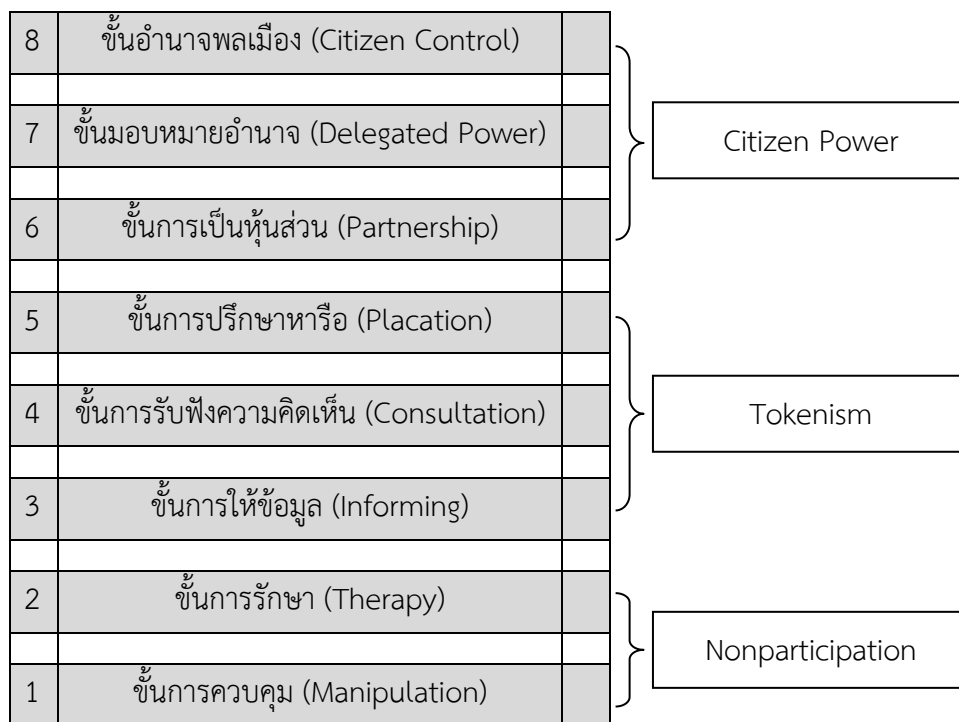 8 ขั้นอำนาจพลเมือง (Citizen Control)
7 ขั้นมอบหมายอำนาจ (Delegated Power)
Citizen Power
6 ขั้นการเป็นหุ้นส่วน (Partnership)
5 ขั้นการปรึกษาหารือ (Placation)
4 ขั้นการรับฟังความคิดเห็น (Consultation)
Tokenism
3 ขั้นการให้ข้อมูล (Informing)
2 ขั้นการรักษา (Therapy)
Nonparticipation
1 ขั้นการควบคุม (Manipulation)